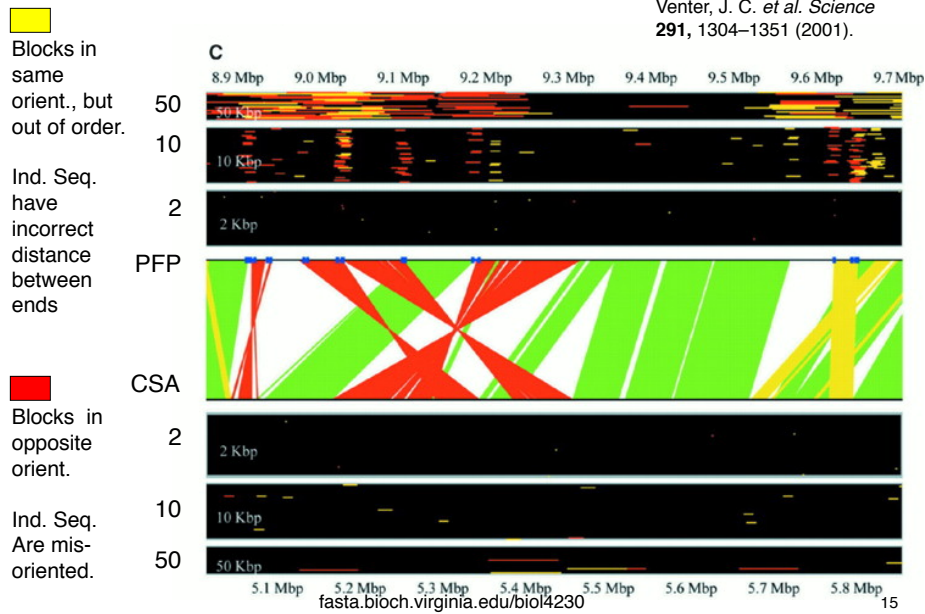 Venter, J. C. et al. Science
291, 1304–1351 (2001).
Blocks in
same
orient., but
out of order.
Ind. Seq.
have
incorrect
distance
between
ends
Blocks in
opposite
orient.
Ind. Seq.
Are mis-
oriented.
C
8.9 Mbp 9.0 Mbp 9.1 Mbp 9.2 Mbp 9.3 Mbp 9.4 Mbp 9.5 Mbp 9.6 Mbp 9.7 Mbp
50
50 Kbp
10
10 Kbp
2
2 Kbp
PFP
CSA
2
2 Kbp
10
10 Kbp
50
50 Kbp
5.1 Mbp 5.2 Mbp 5.3 Mbp 5.4 Mbp 5.5 Mbp 5.6 Mbp 5.7 Mbp 5.8 Mbp
fasta.bioch.virginia.edu/biol4230
15